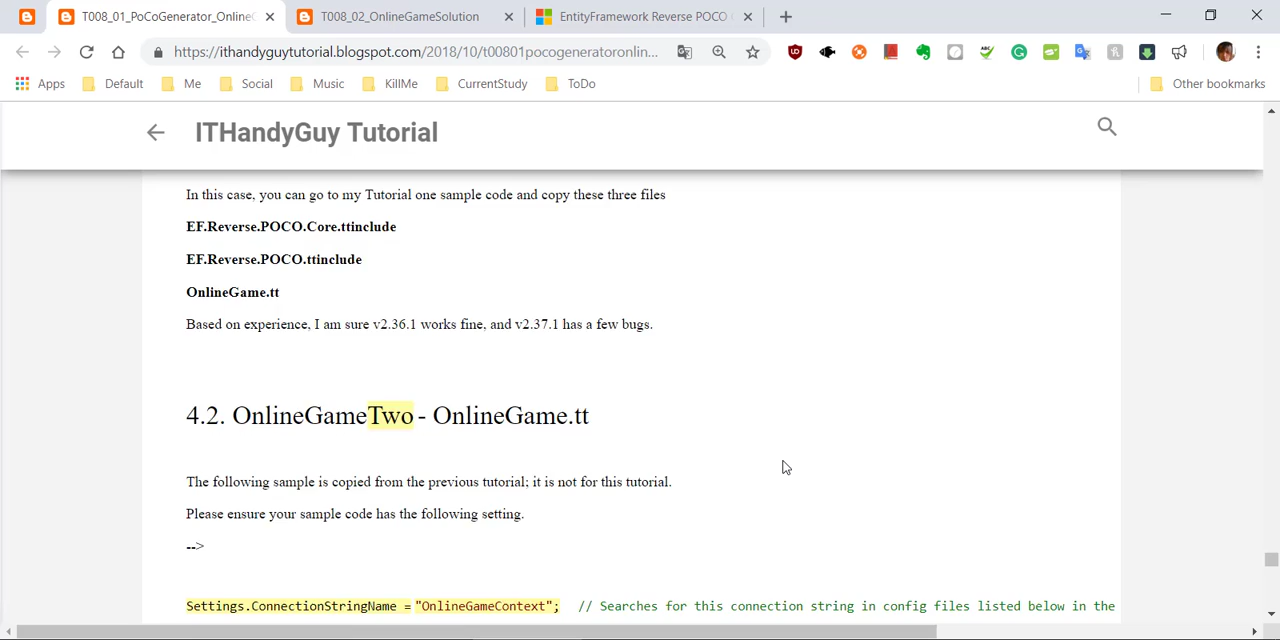 T008_01_PoCoGenerator_OnlineG
T008_02_OnlineGameSolution
EntityFramework Reverse POCO
https://ithandyguytutorial.blogspot.com/2018/10/t00801pocogeneratoronlin...
Apps
Default
Me
Social
Music
KillMe
CurrentStudy
ToDo
Other bookmarks
ITHandyGuy Tutorial
In this case, you can go to my Tutorial one sample code and copy these three files
EF.Reverse.POCO.Core.ttinclude
EF.Reverse.POCO.ttinclude
OnlineGame.tt
Based on experience, I am sure v2.36.1 works fine, and v2.37.1 has a few bugs.
4.2. OnlineGameTwo - OnlineGame.tt
The following sample is copied from the previous tutorial; it is not for this tutorial.
Please ensure your sample code has the following setting.
-->
Settings.ConnectionStringName = "OnlineGameContext"; // Searches for this connection string in config files listed below in the